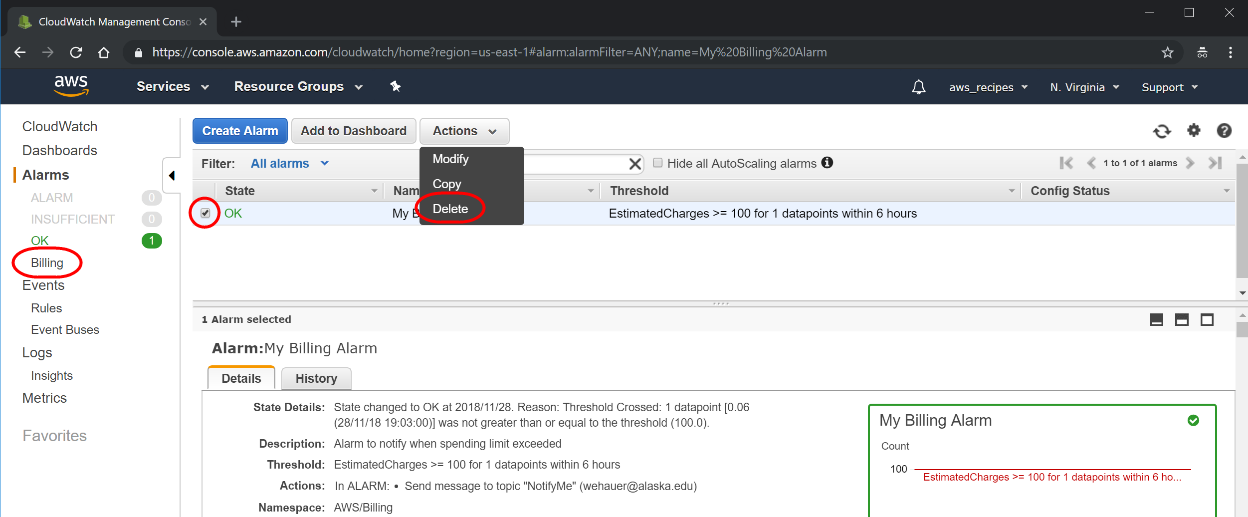 CloudWatch Management Conso
https://console.aws.amazon.com/cloudwatch/home?region=us-east-1#alarm:alarmFilter=ANY;name=My%20Billing%20Alarm
aws Services Resource Groups aws_recipes N. Virginia Support
CloudWatch
Dashboards
Alarms
ALARM 0
INSUFFICIENT 0
OK 1
Billing
Events
Rules
Event Buses
Logs
Insights
Metrics
Favorites
Create Alarm Add to Dashboard Actions
Modify
Copy
Delete
Filter: All alarms Hide all AutoScaling alarms 1 to 1 of 1 alarms
State Nam Threshold Config Status
OK My B EstimatedCharges >= 100 for 1 datapoints within 6 hours
1 Alarm selected
Alarm:My Billing Alarm
Details History
State Details: State changed to OK at 2018/11/28. Reason: Threshold Crossed: 1 datapoint [0.06
(28/11/18 19:03:00)] was not greater than or equal to the threshold (100.0).
Description: Alarm to notify when spending limit exceeded
Threshold: EstimatedCharges >= 100 for 1 datapoints within 6 hours
Actions: In ALARM: • Send message to topic "NotifyMe" (wehauer@alaska.edu)
Namespace: AWS/Billing
My Billing Alarm
Count
100
EstimatedCharges >= 100 for 1 datapoints within 6 ho...